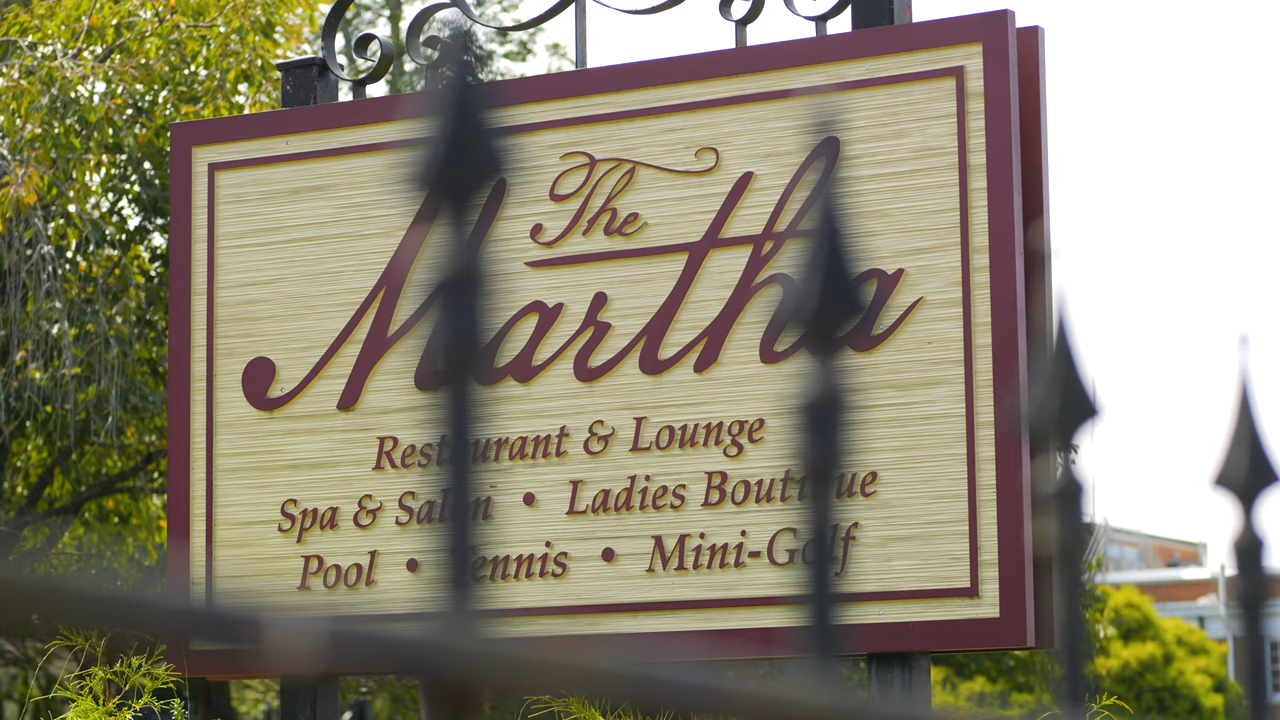 The
Martha
Restaurant & Lounge
Spa & Salon • Ladies Boutique
Pool • Tennis • Mini-Golf